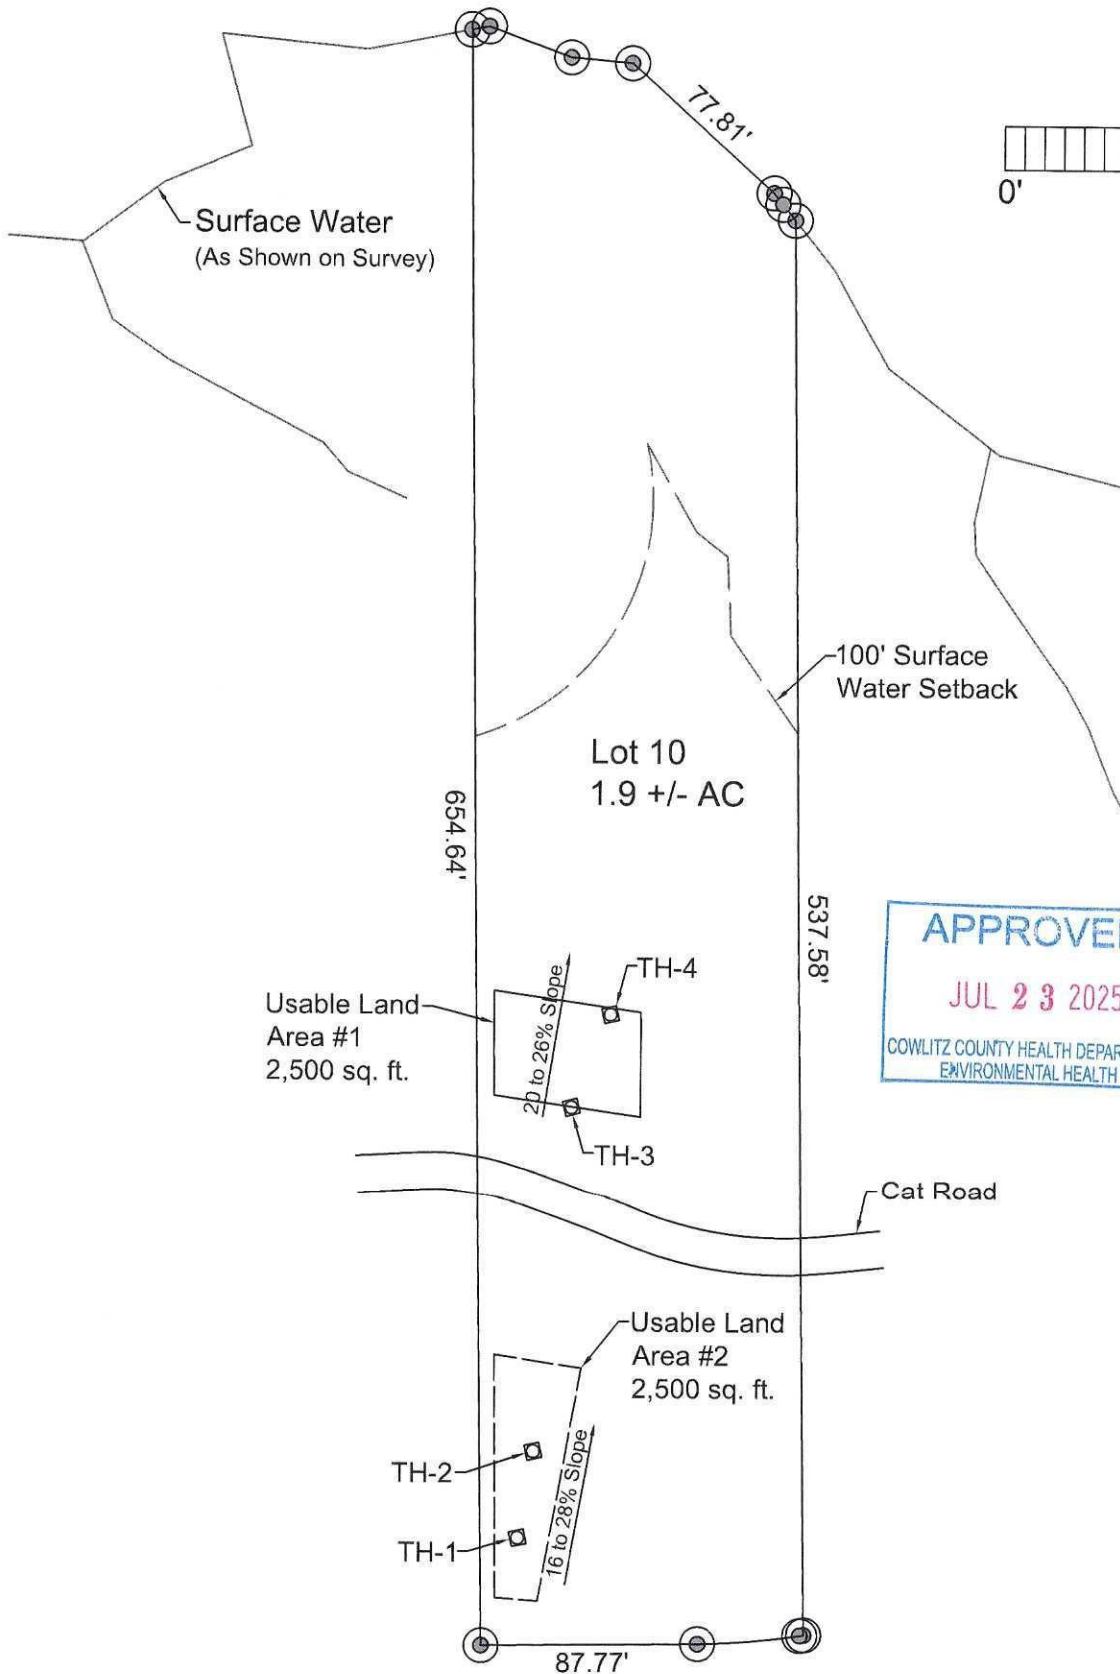 77.81'
0'
Surface Water
(As Shown on Survey)
100' Surface
Water Setback
Lot 10
1.9 +/- AC
654.64'
537.58'
APPROVE
JUL 23 2025
COWLITZ COUNTY HEALTH DEPAR
ENVIRONMENTAL HEALTH
TH-4
Usable Land
Area #1
2,500 sq. ft.
20 to 26% Slope
TH-3
Cat Road
Usable Land
Area #2
2,500 sq. ft.
TH-2
16 to 28% Slope
TH-1
87.77'